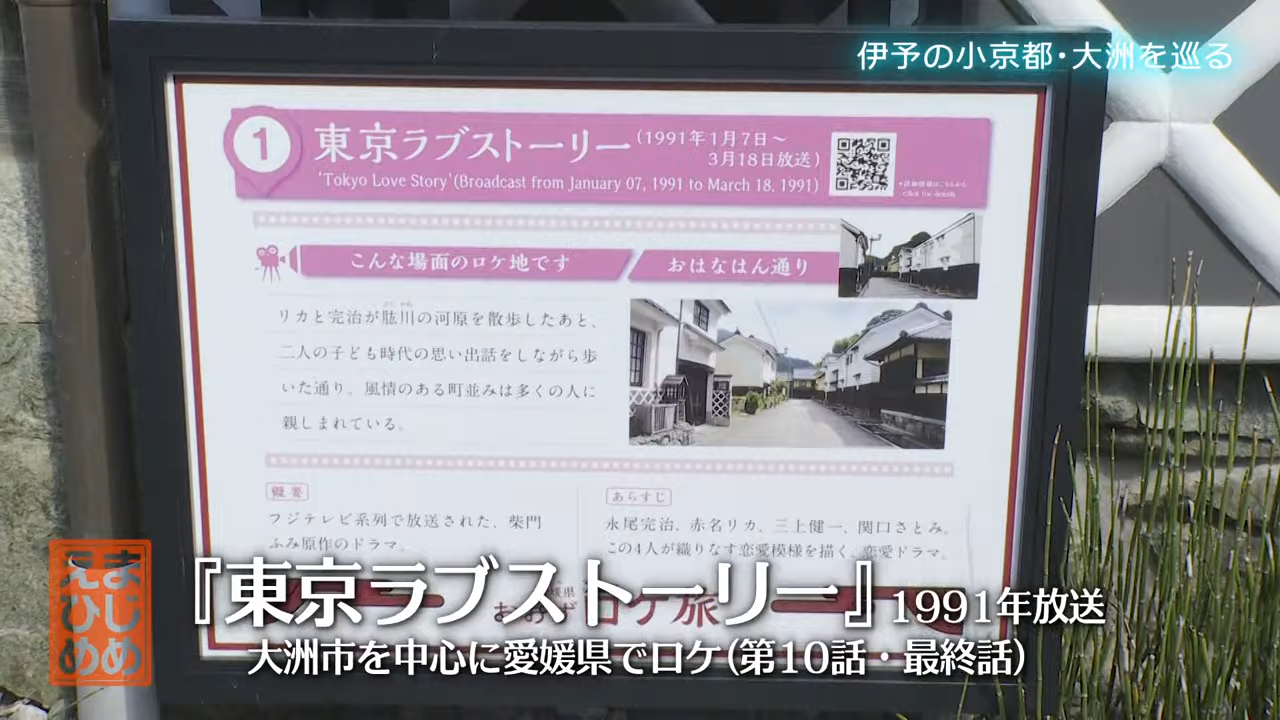 伊予の小京都・大洲を巡る
1
東京ラブストーリー
(1991年1月7日〜
3月18日放送)
'Tokyo Love Story'(Broadcast from January 07, 1991 to March 18, 1991)
こんな場面のロケ地です
おはなはん通り
リカと完治が肱川の河原を散歩したあと、
二人の子ども時代の思い出話をしながら歩
いた通り。風情のある町並みは多くの人に
親しまれている。
概要
フジテレビ系列で放送された、柴門
ふみ原作のドラマ。
あらすじ
永尾完治、赤名リカ、三上健一、関口さとみ。
この4人が織りなす恋愛模様を描く、恋愛ドラマ。
ロケ旅
『東京ラブストーリー』1991年放送
大洲市を中心に愛媛県でロケ(第10話・最終話)
まじめ
えひめ